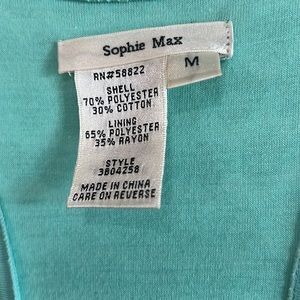 Sophie Max
M
RN#58822
SHELL
70% POLYESTER
30% COTTON
LINING
65% POLYESTER
35% RAYON
STYLE
3B04Z58
MADE IN CHINA
CARE ON REVERSE